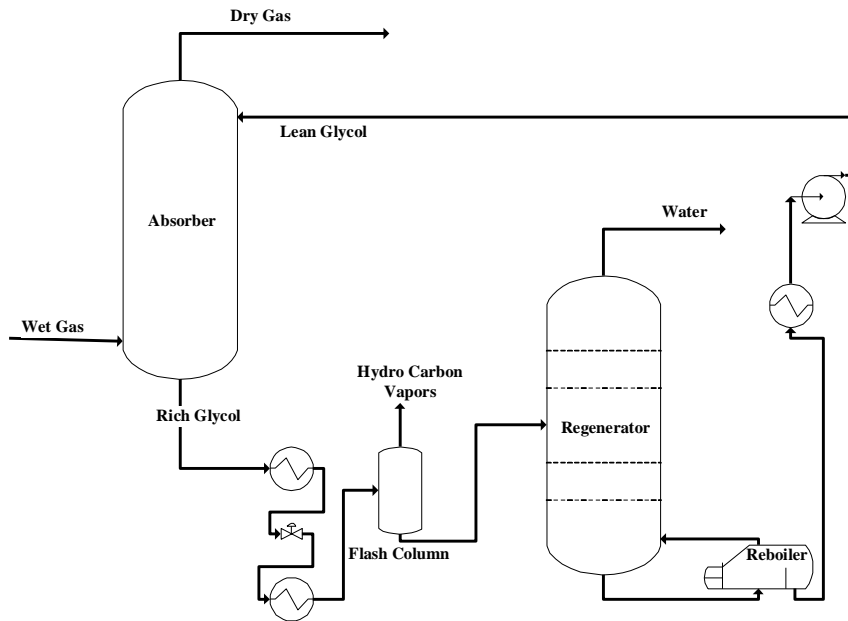 Dry Gas
Lean Glycol
Absorber
Water
Wet Gas
Hydro Carbon
Vapors
Rich Glycol
Regenerator
Flash Column
Reboiler